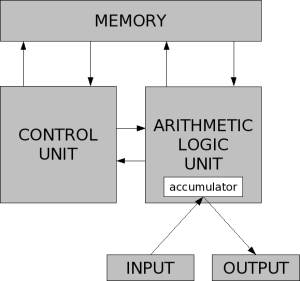 MEMORY
CONTROL
UNIT
ARITHMETIC
LOGIC
UNIT
accumulator
INPUT
OUTPUT